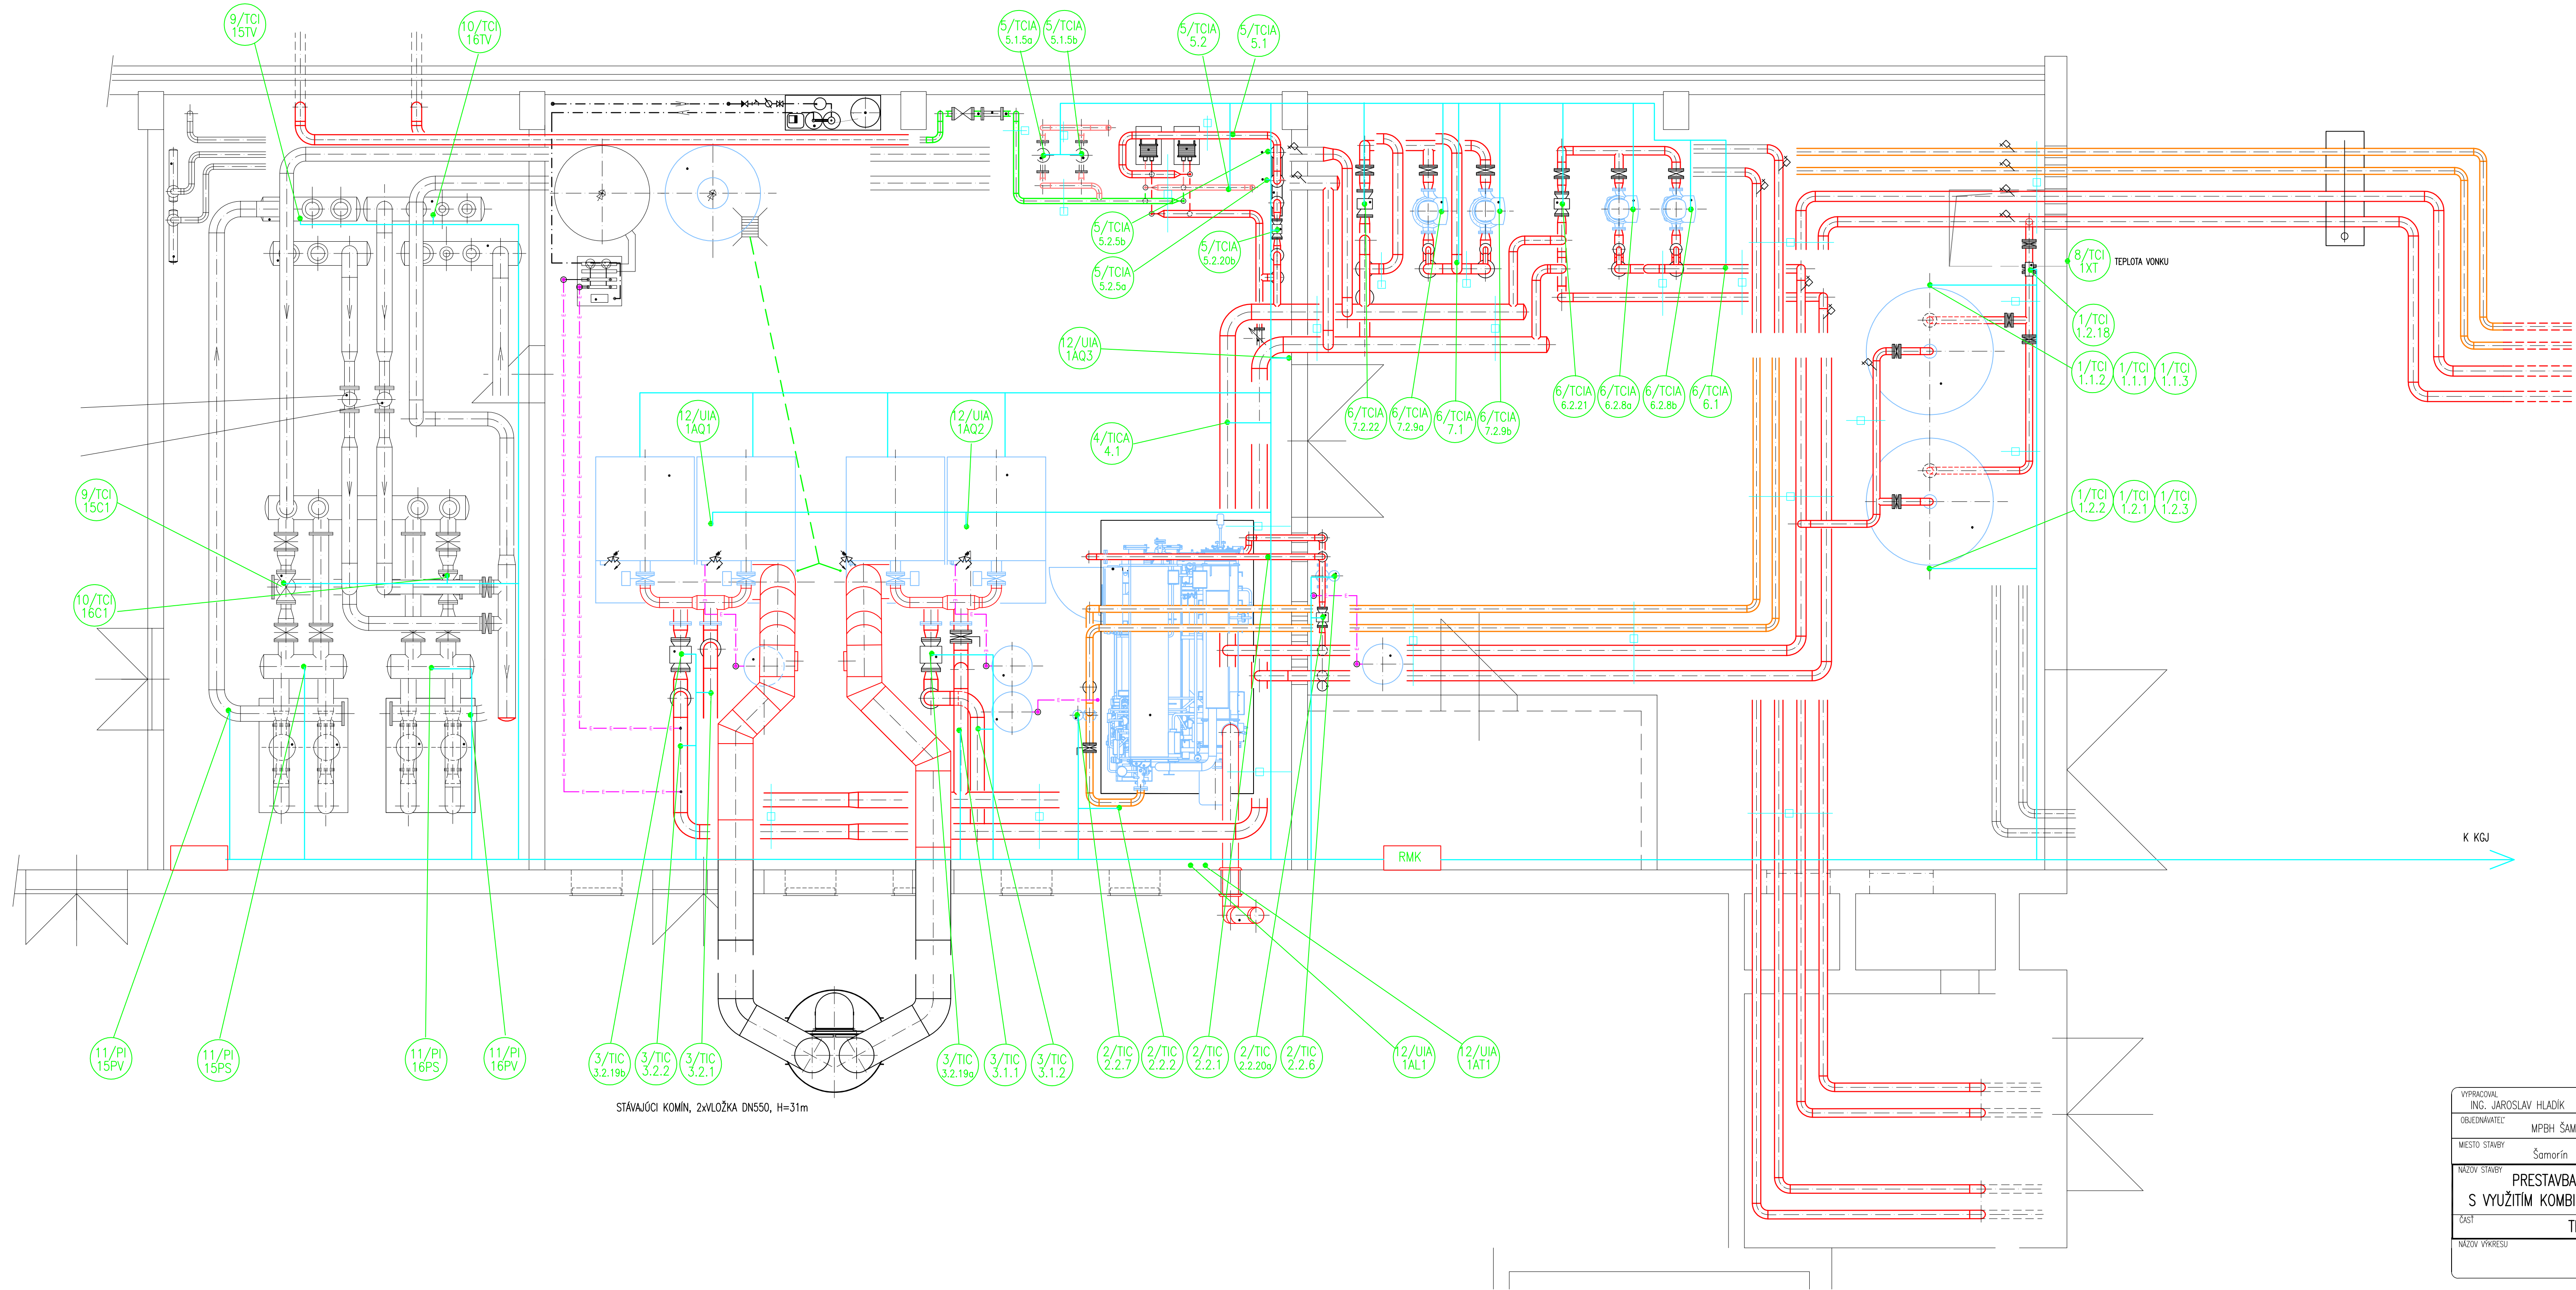 9/TCI
15TV
10/TCI
16TV
5/TCIA
5.1.5a
5/TCIA
5.1.5b
5/TCIA
5.2
5/TCIA
5.1
5/TCIA
5.2.5b
5/TCIA
5.2.20b
5/TCIA
5.2.5a
8/TCI
1XT
TEPLOTA VONKU
1/TCI
1.2.18
1/TCI
1.1.2
1/TCI
1.1.1
1/TCI
1.1.3
12/UIA
1AQ3
12/UIA
1AQ1
12/UIA
1AQ2
4/TICA
4.1
6/TCIA
7.2.22
6/TCIA
7.2.9a
6/TCIA
7.1
6/TCIA
7.2.9b
6/TCIA
6.2.21
6/TCIA
6.2.8a
6/TCIA
6.2.8b
6/TCIA
6.1
9/TCI
15C1
1/TCI
1.2.2
1/TCI
1.2.1
1/TCI
1.2.3
10/TCI
16C1
K KGJ
RMK
11/PI
15PV
11/PI
15PS
11/PI
16PS
11/PI
16PV
3/TIC
3.2.19b
3/TIC
3.2.2
3/TIC
3.2.1
3/TIC
3.2.19a
3/TIC
3.1.1
3/TIC
3.1.2
2/TIC
2.2.7
2/TIC
2.2.2
2/TIC
2.2.1
2/TIC
2.2.20a
2/TIC
2.2.6
12/UIA
1AL1
12/UIA
1AT1
STÁVAJÚCI KOMÍN, 2xVLOŽKA DN550, H=31m
VYPRACOVAL
ING. JAROSLAV HLADÍK
OBJEDNÁVATEĽ
MPBH ŠAM
MIESTO STAVBY
Šamorín
NÁZOV STAVBY
PRESTAVBA
S VYUŽITÍM KOMBI
ČASŤ
NÁZOV VÝKRESU